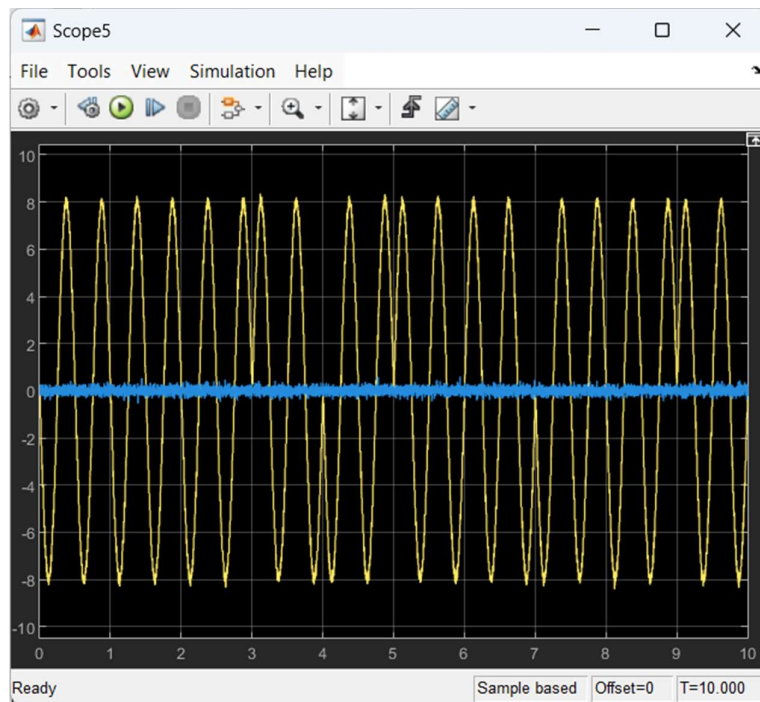 Scope5
File Tools View Simulation Help
10
8
6
4
2
0
-2
-4
-6
-8
-10
0 1 2 3 4 5 6 7 8 9 10
Ready Sample based Offset=0 T=10.000